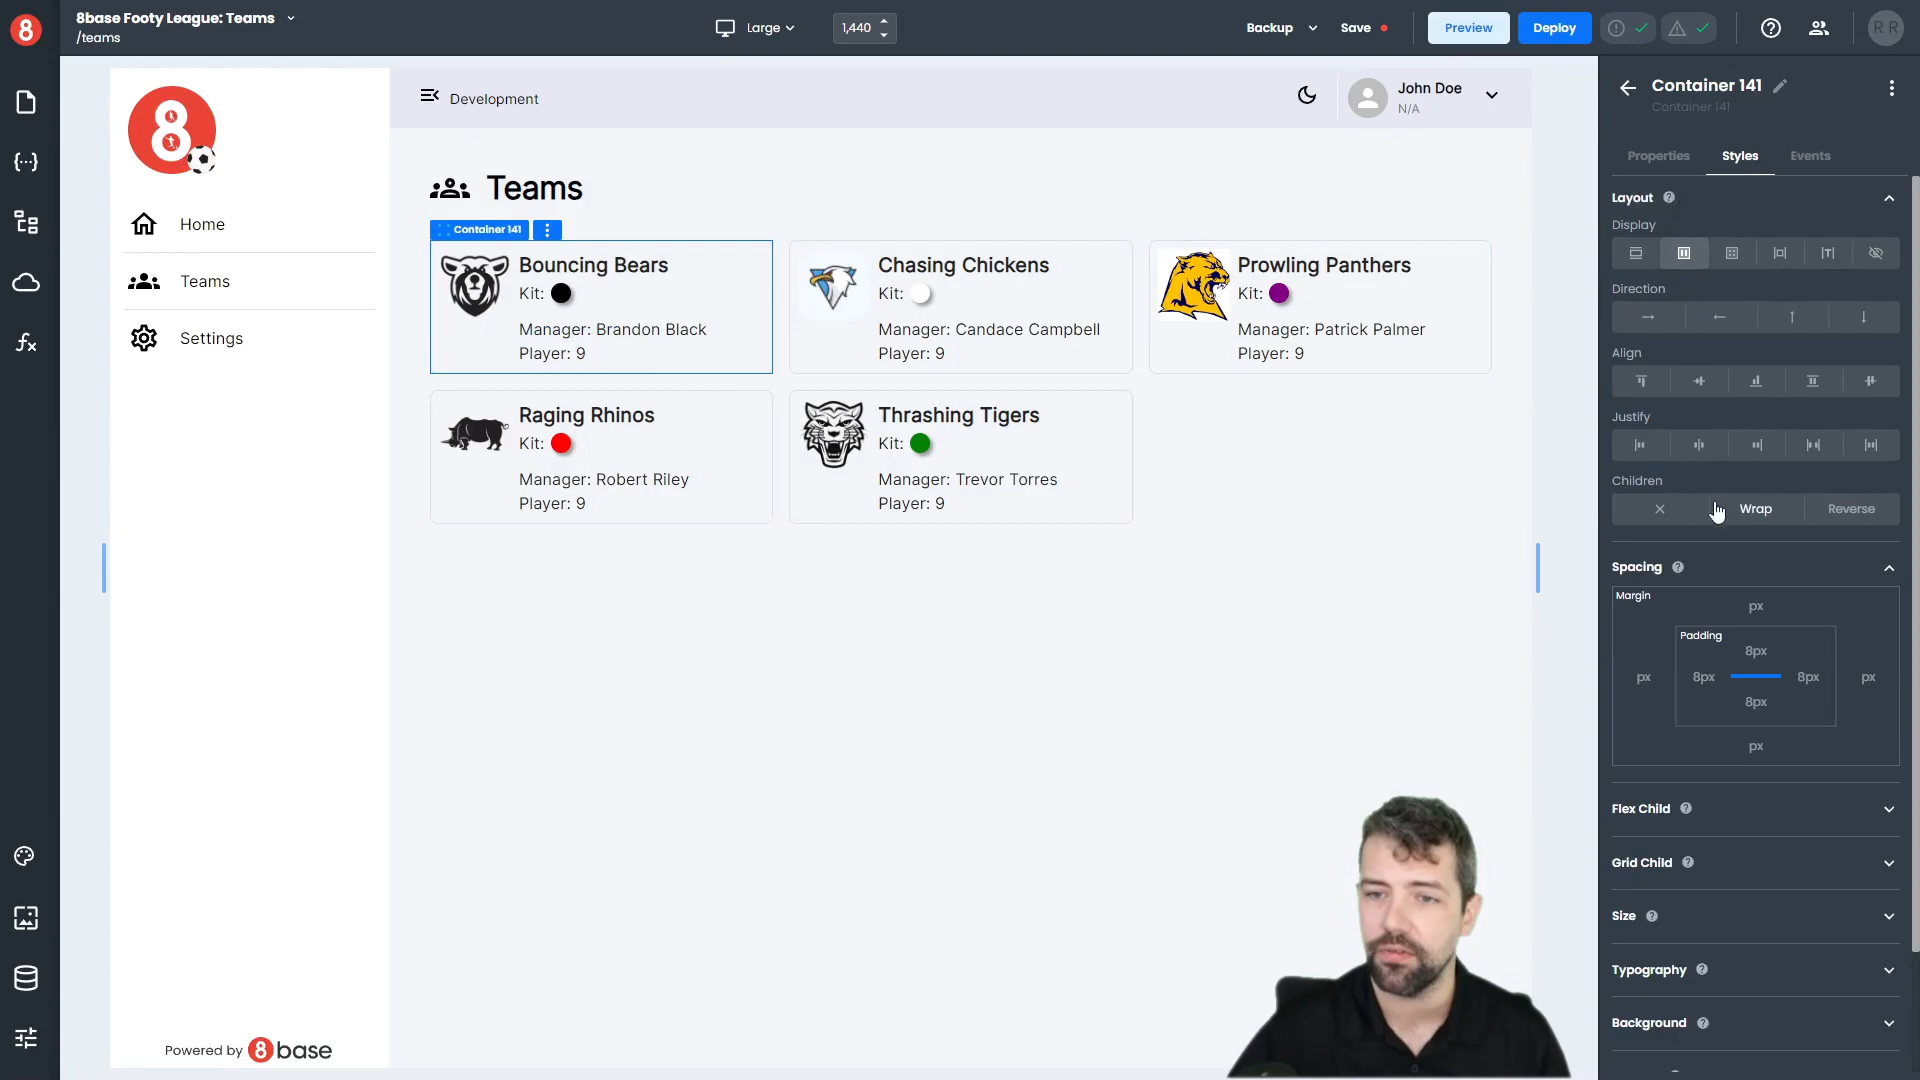 8
8base Footy League: Teams
/teams
Large
1,440
Backup
Save
Preview
Deploy
R R
8
Development
John Doe
N/A
Home
Teams
Settings
Teams
Container 141
Bouncing Bears
Kit:
Manager: Brandon Black
Player: 9
Chasing Chickens
Kit:
Manager: Candace Campbell
Player: 9
Prowling Panthers
Kit:
Manager: Patrick Palmer
Player: 9
Raging Rhinos
Kit:
Manager: Robert Riley
Player: 9
Thrashing Tigers
Kit:
Manager: Trevor Torres
Player: 9
Powered by 8base
Container 141
Container 141
Properties
Styles
Events
Layout
Display
Direction
Align
Justify
Children
Wrap
Reverse
Spacing
Margin
px
Padding
8px
px
8px
8px
px
8px
px
Flex Child
Grid Child
Size
Typography
Background